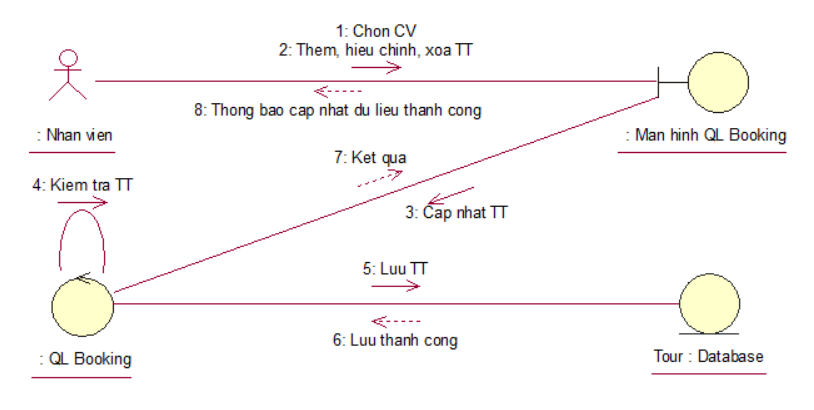 1: Chon CV
2: Them, hieu chinh, xoa TT
8: Thong bao cap nhat du lieu thanh cong
: Nhan vien
: Man hinh QL Booking
7: Ket qua
4: Kiem tra TT
3: Cap nhat TT
5: Luu TT
6: Luu thanh cong
: QL Booking
Tour : Database